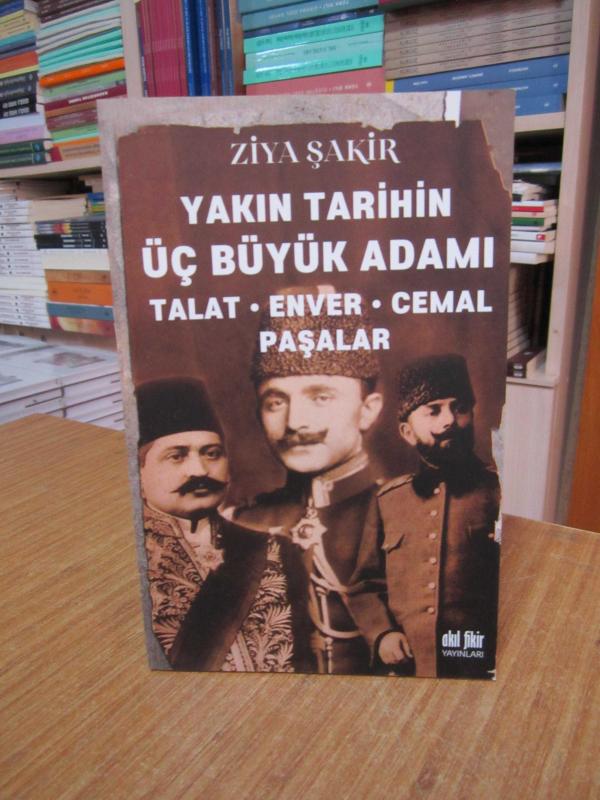 ZİYA ŞAKİR
YAKIN TARİHİN
ÜÇ BÜYÜK ADAMI
TALAT • ENVER • CEMAL
PAŞALAR
akıl fikir
YAYINLARI